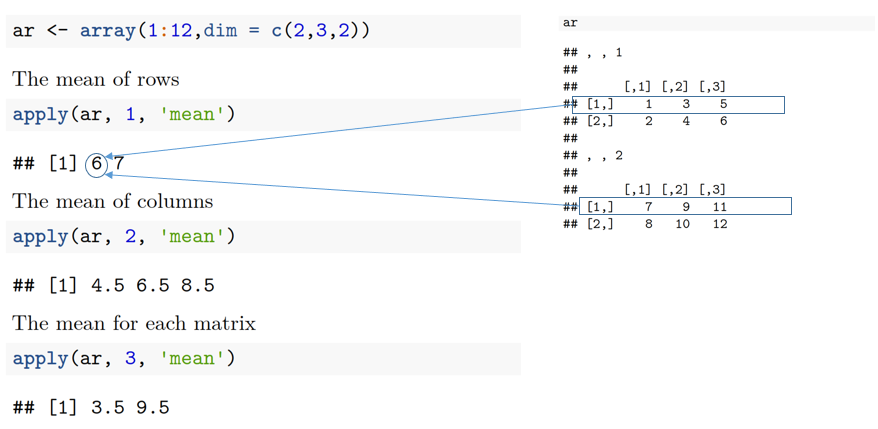 ar <- array(1:12,dim = c(2,3,2))
The mean of rows
apply(ar, 1, 'mean')
## [1] 6 7
The mean of columns
apply(ar, 2, 'mean')
## [1] 4.5 6.5 8.5
The mean for each matrix
apply(ar, 3, 'mean')
## [1] 3.5 9.5
ar
## , , 1
##
##      [,1] [,2] [,3]
## [1,]    1    3    5
## [2,]    2    4    6
##
## , , 2
##
##      [,1] [,2] [,3]
## [1,]    7    9   11
## [2,]    8   10   12